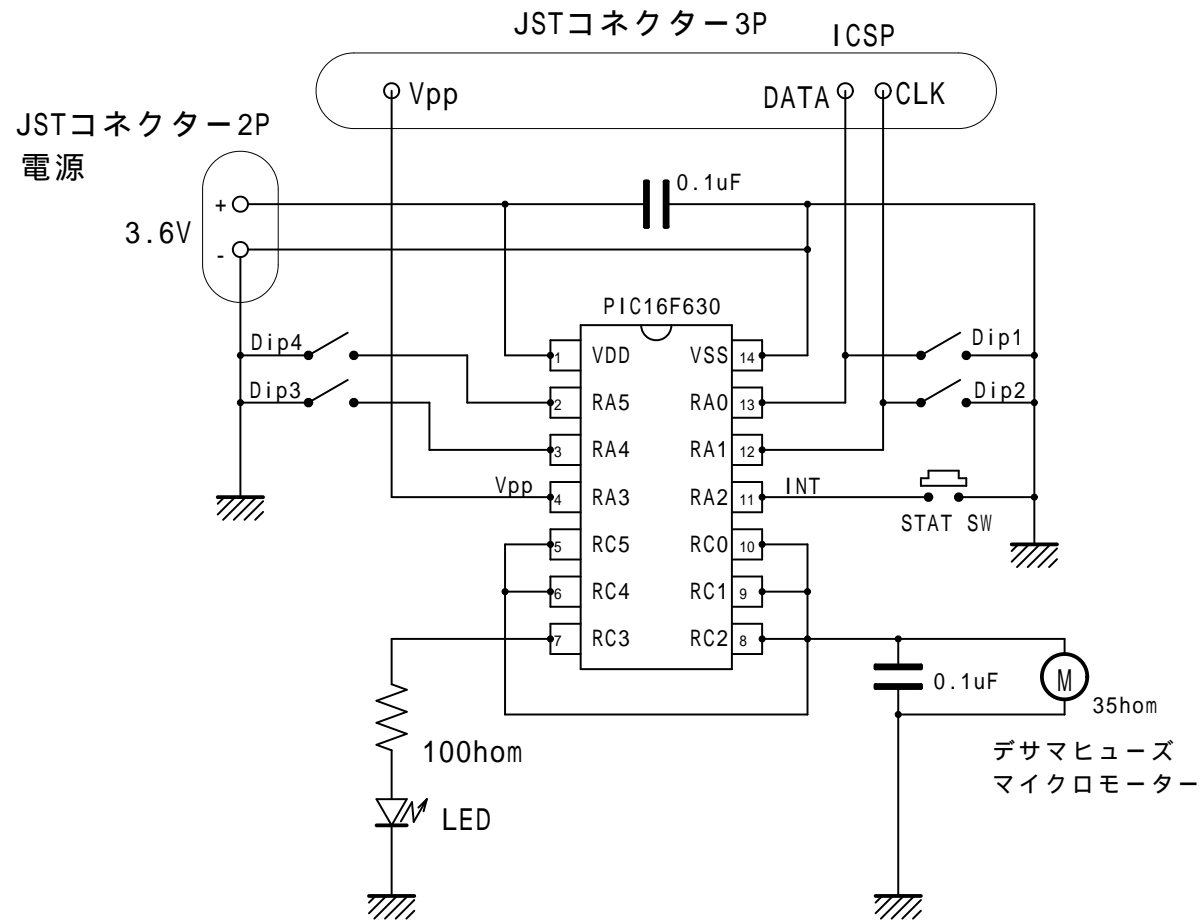 JSTコネクター3P
ICSP
Vpp
DATA
CLK
JSTコネクター2P
電源
+
3.6V
-
0.1uF
PIC16F630
Dip4
Dip3
Dip1
Dip2
1 VDD
VSS 14
2 RA5
RA0 13
3 RA4
RA1 12
Vpp
4 RA3
RA2 11
INT
STAT SW
5 RC5
RC0 10
6 RC4
RC1 9
7 RC3
RC2 8
0.1uF
M
35hom
デサマヒューズ
マイクロモーター
100hom
LED